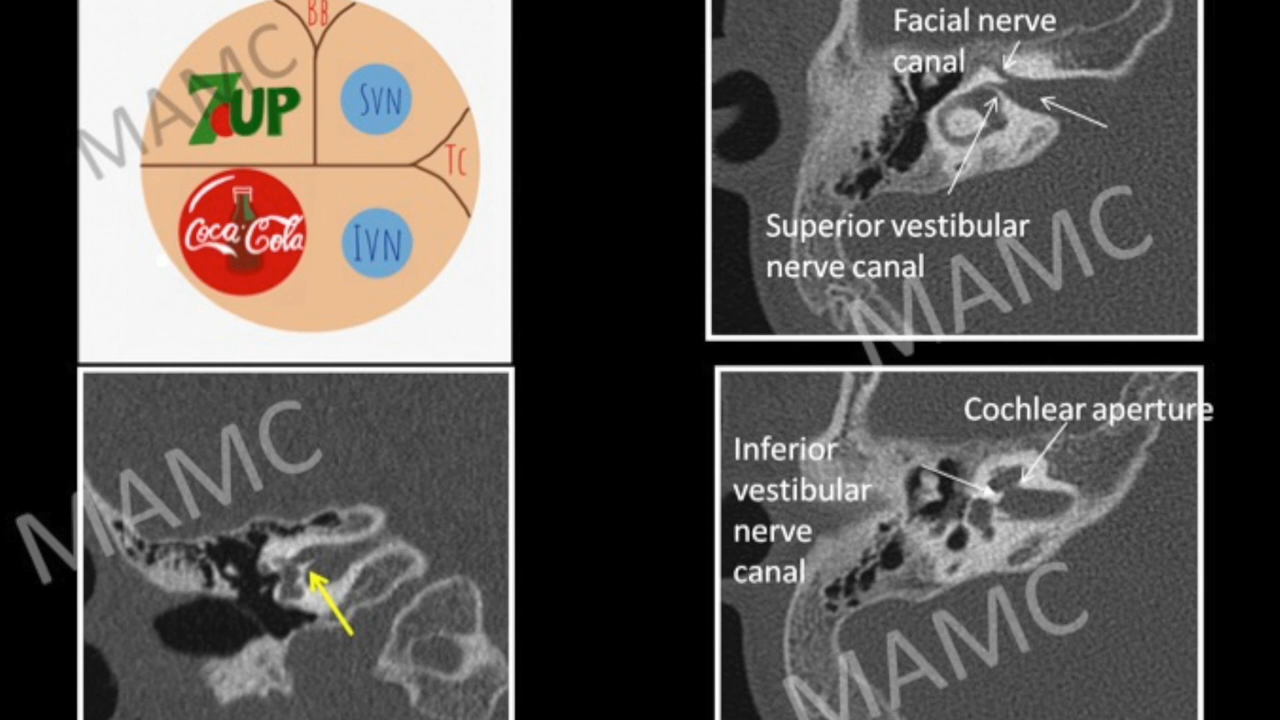 BB
7UP
Svn
Tc
Coca-Cola
IVN
MAMC
Facial nerve
canal
Superior vestibular
nerve canal
MAMC
MAMC
Cochlear aperture
Inferior
vestibular
nerve
canal
MAMC